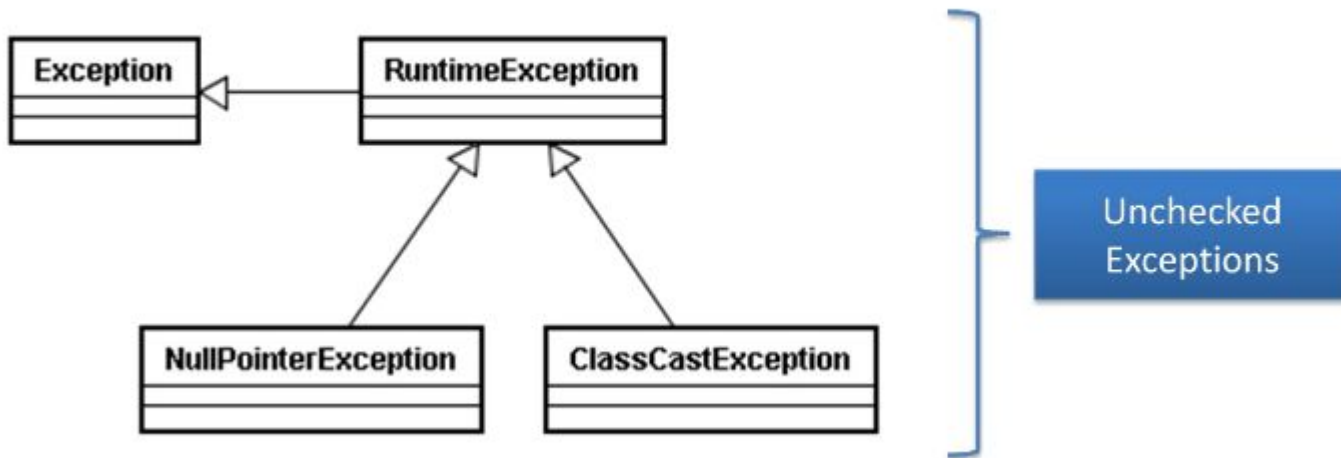 Exception
RuntimeException
Unchecked
Exceptions
NullPointerException
ClassCastException